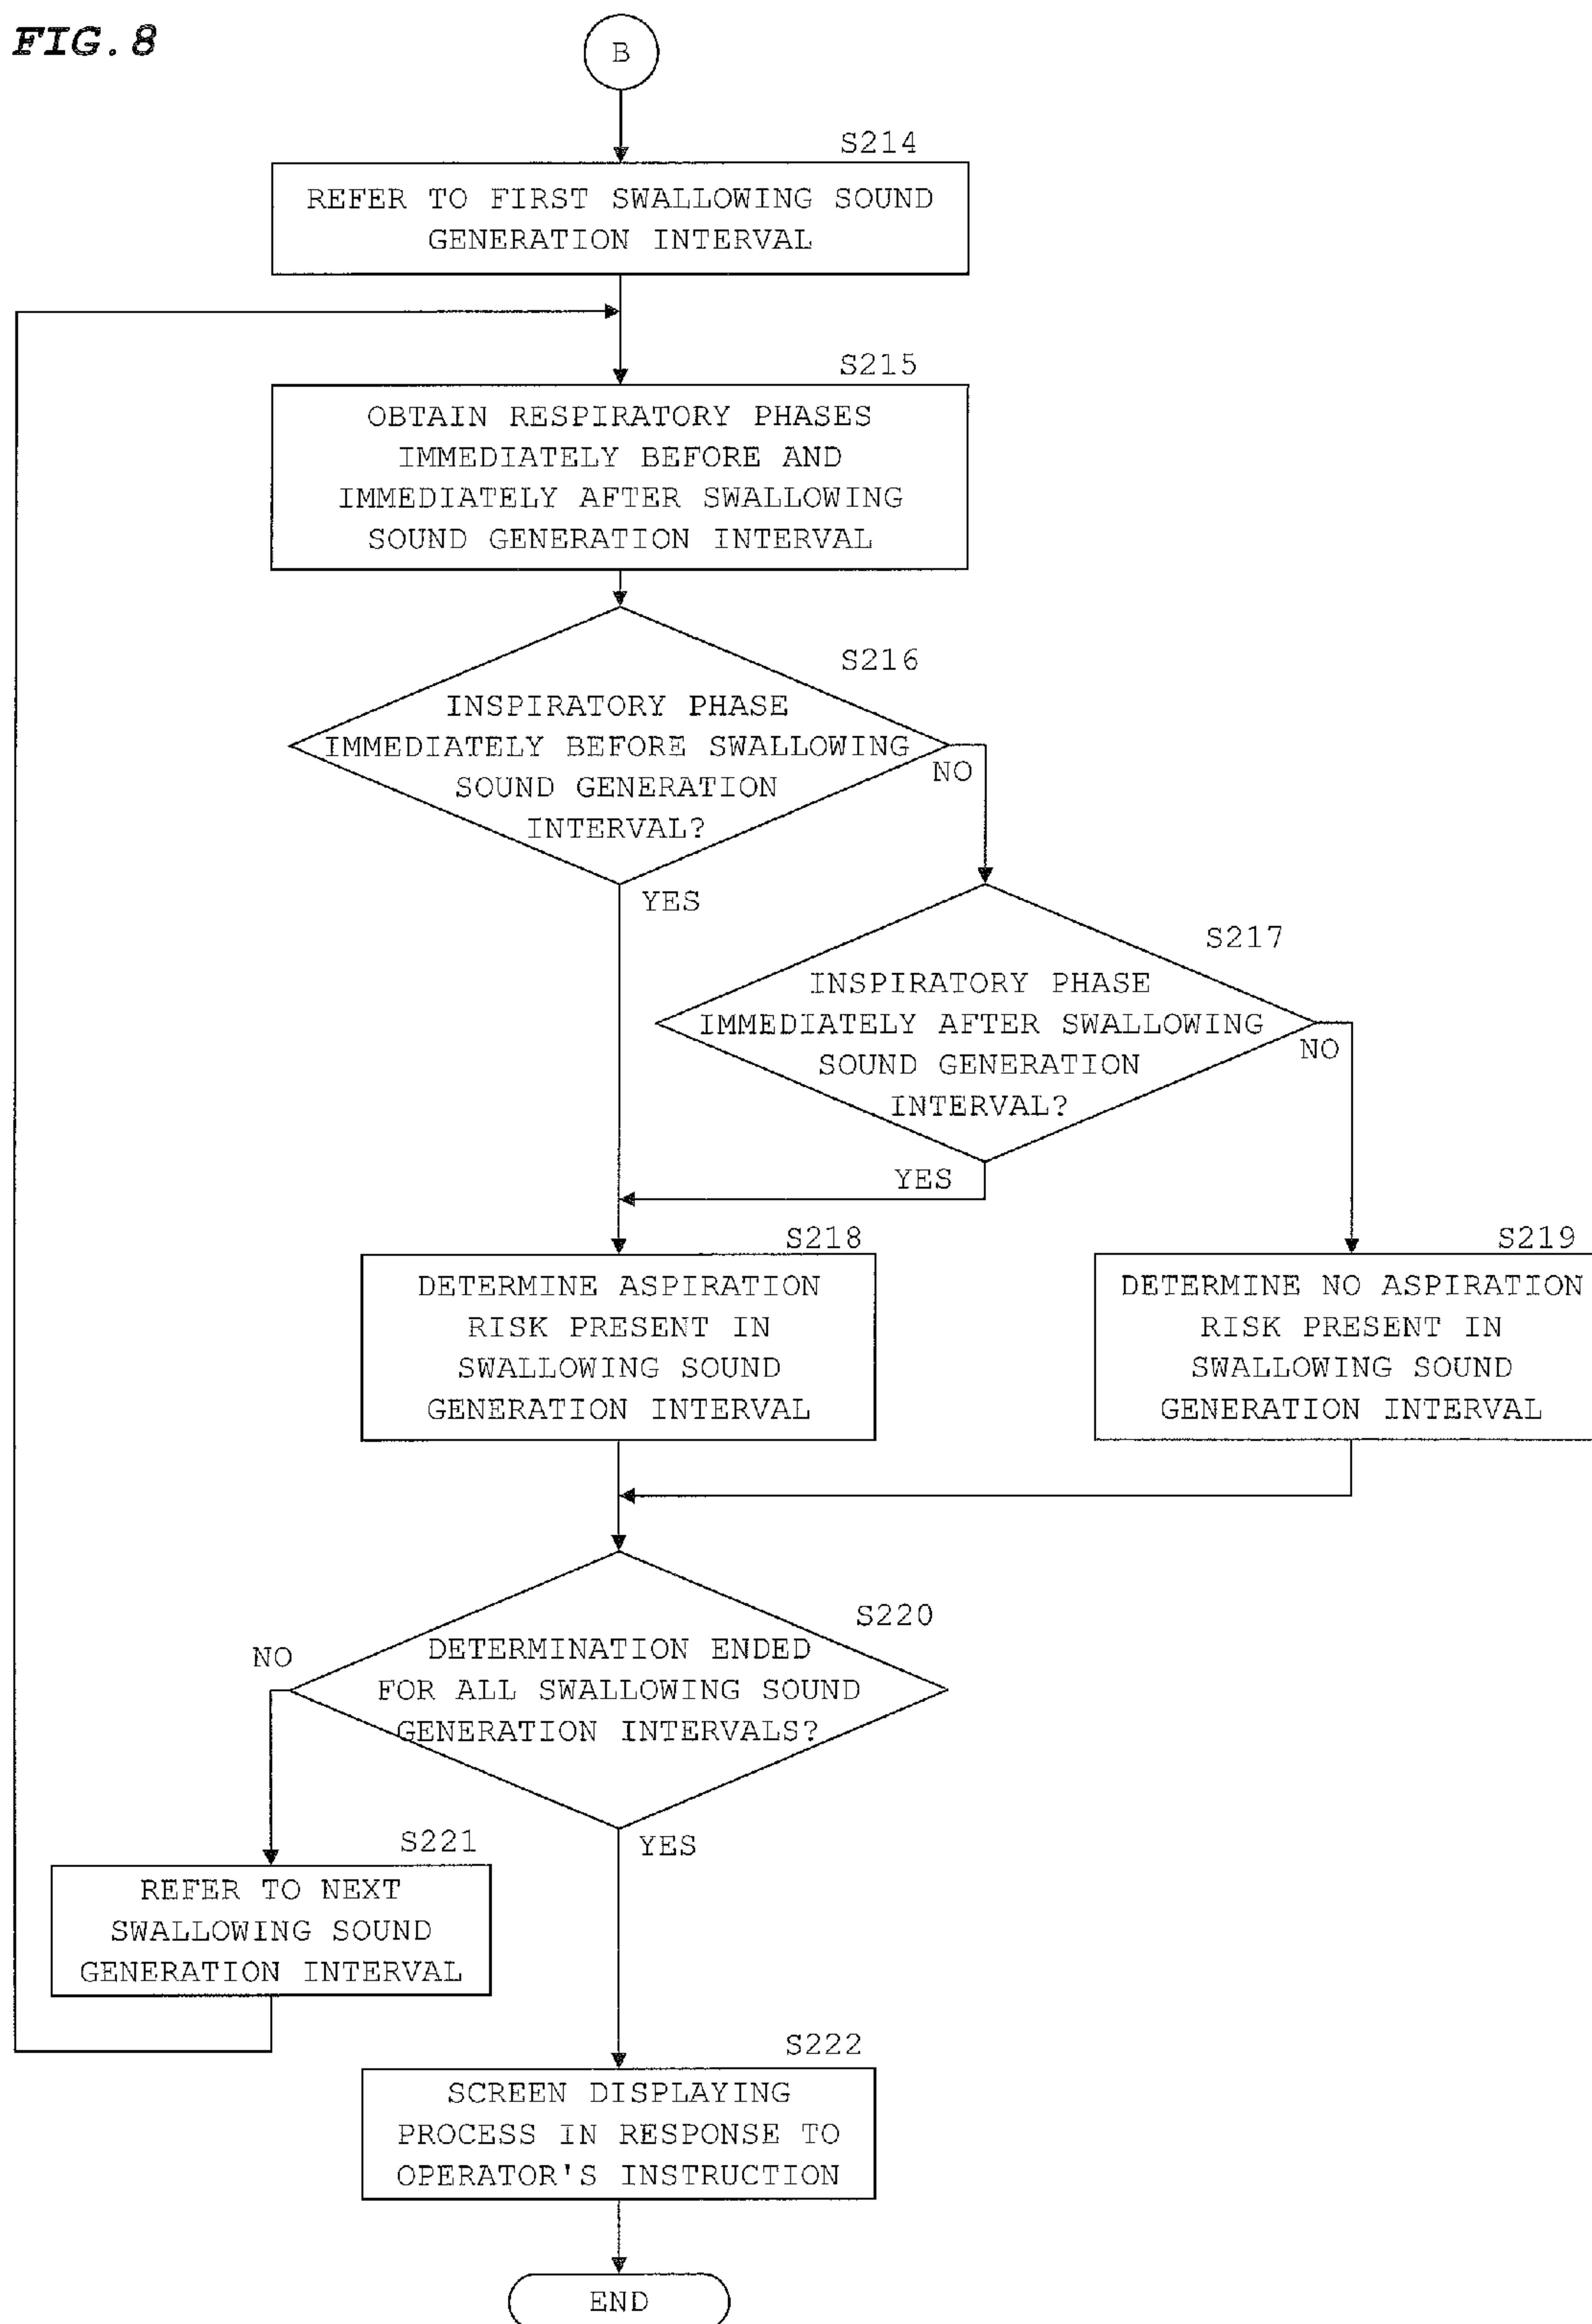 FIG. 8
B
S214
REFER TO FIRST SWALLOWING SOUND
GENERATION INTERVAL
S215
OBTAIN RESPIRATORY PHASES
IMMEDIATELY BEFORE AND
IMMEDIATELY AFTER SWALLOWING
SOUND GENERATION INTERVAL
S216
INSPIRATORY PHASE
IMMEDIATELY BEFORE SWALLOWING
SOUND GENERATION
INTERVAL?
NO
YES
S217
INSPIRATORY PHASE
IMMEDIATELY AFTER SWALLOWING
SOUND GENERATION
INTERVAL?
NO
YES
S218
DETERMINE ASPIRATION
RISK PRESENT IN
SWALLOWING SOUND
GENERATION INTERVAL
S219
DETERMINE NO ASPIRATION
RISK PRESENT IN
SWALLOWING SOUND
GENERATION INTERVAL
S220
DETERMINATION ENDED
FOR ALL SWALLOWING SOUND
GENERATION INTERVALS?
NO
YES
S221
REFER TO NEXT
SWALLOWING SOUND
GENERATION INTERVAL
S222
SCREEN DISPLAYING
PROCESS IN RESPONSE TO
OPERATOR'S INSTRUCTION
END